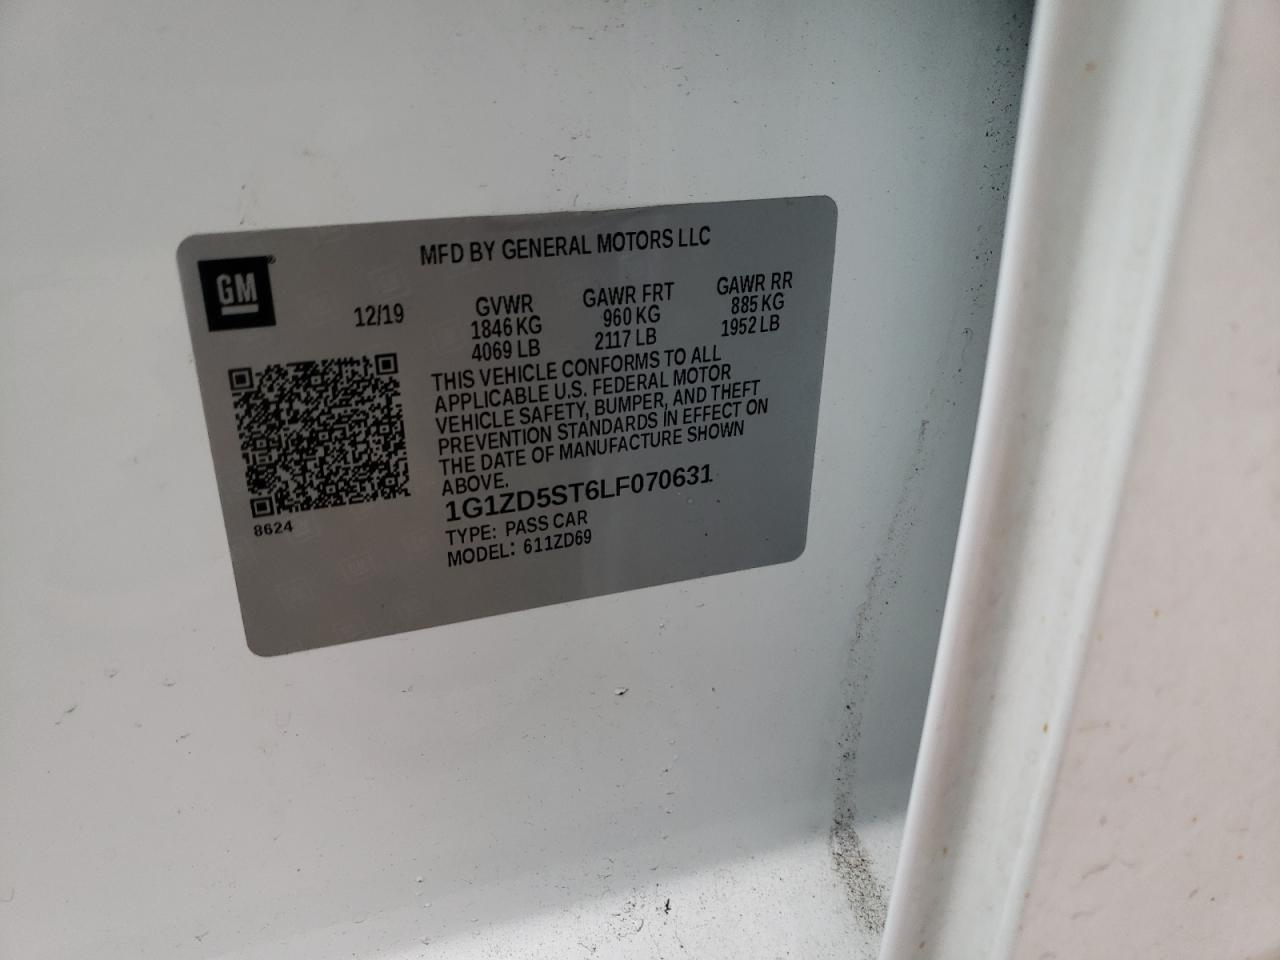 MFD BY GENERAL MOTORS LLC
GM®
12/19
GVWR
1846 KG
4069 LB
GAWR FRT
960 KG
2117 LB
GAWR RR
885 KG
1952 LB
THIS VEHICLE CONFORMS TO ALL
APPLICABLE U.S. FEDERAL MOTOR
VEHICLE SAFETY, BUMPER, AND THEFT
PREVENTION STANDARDS IN EFFECT ON
THE DATE OF MANUFACTURE SHOWN
ABOVE.
1G1ZD5ST6LF070631
TYPE: PASS CAR
MODEL: 611ZD69
8624